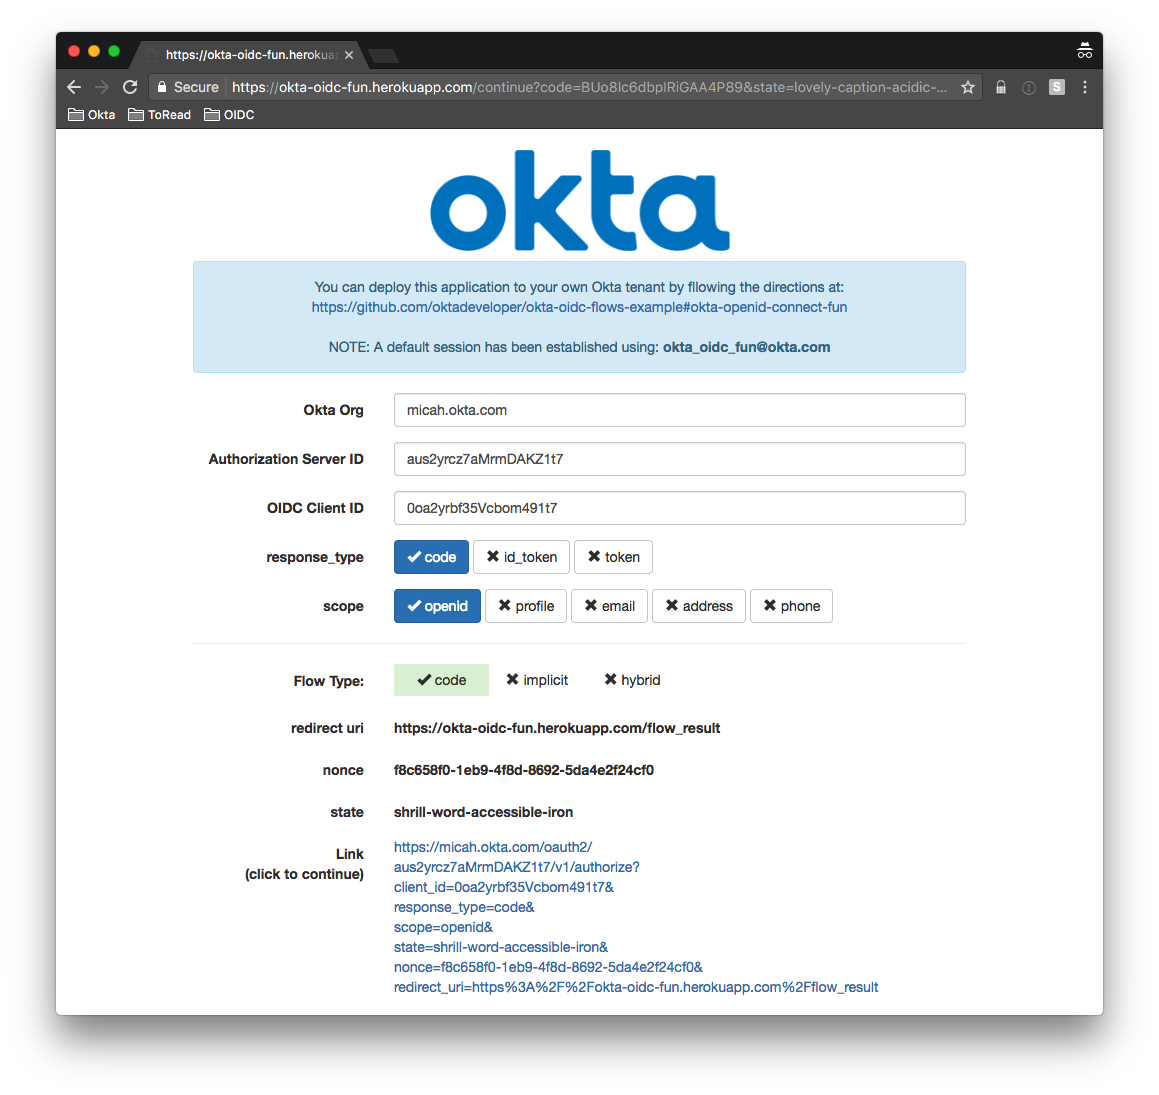 https://okta-oidc-fun.herokuap
Secure https://okta-oidc-fun.herokuapp.com/continue?code=BUo8lc6dbpIRiGAA4P89&state=lovely-caption-acidic-...
S
Okta ToRead OIDC
okta
You can deploy this application to your own Okta tenant by fllowing the directions at:
https://github.com/oktadeveloper/okta-oidc-flows-example#okta-openid-connect-fun
NOTE: A default session has been established using: okta_oidc_fun@okta.com
Okta Org micah.okta.com
Authorization Server ID aus2yrcz7aMrmDAKZ1t7
OIDC Client ID 0oa2yrbf35Vcbom491t7
response_type code id_token token
scope openid profile email address phone
Flow Type: code implicit hybrid
redirect uri https://okta-oidc-fun.herokuapp.com/flow_result
nonce f8c658f0-1eb9-4f8d-8692-5da4e2f24cf0
state shrill-word-accessible-iron
Link
(click to continue)
https://micah.okta.com/oauth2/
aus2yrcz7aMrmDAKZ1t7/v1/authorize?
client_id=0oa2yrbf35Vcbom491t7&
response_type=code&
scope=openid&
state=shrill-word-accessible-iron&
nonce=f8c658f0-1eb9-4f8d-8692-5da4e2f24cf0&
redirect_uri=https%3A%2F%2Fokta-oidc-fun.herokuapp.com%2Fflow_result